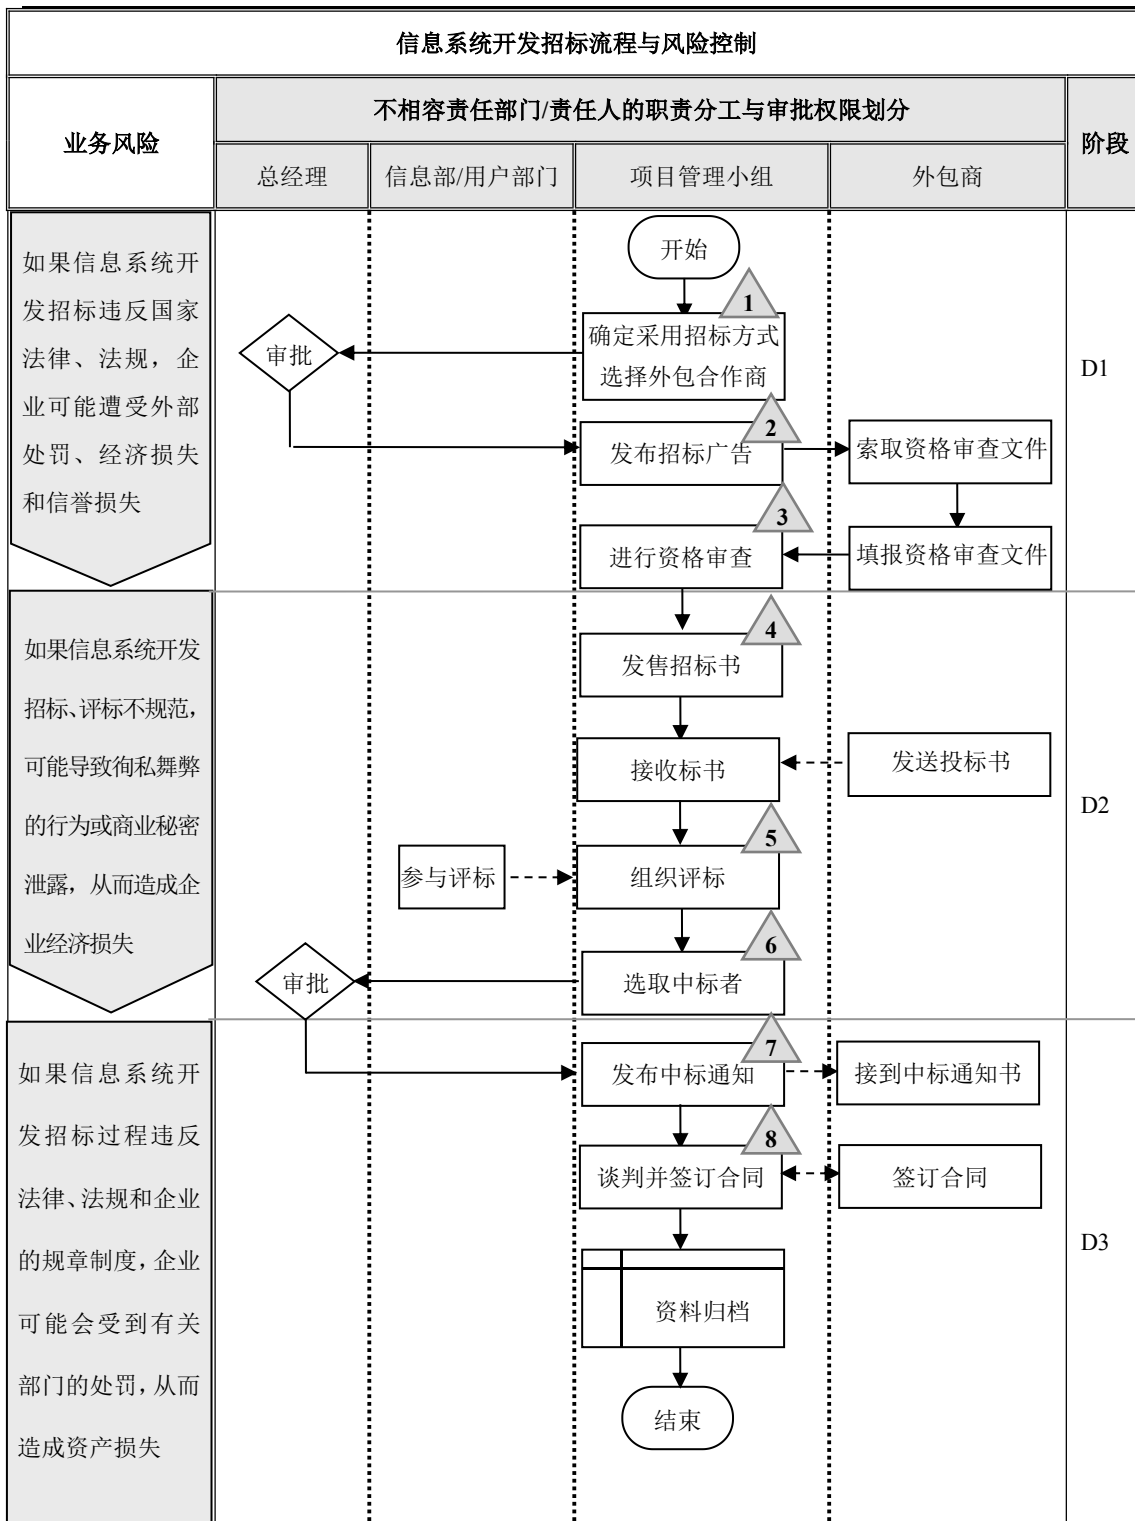 信息系统开发招标流程与风险控制
业务风险
不相容责任部门/责任人的职责分工与审批权限划分
阶段
总经理
信息部/用户部门
项目管理小组
外包商
如果信息系统开
发招标违反国家
法律、法规，企
业可能遭受外部
处罚、经济损失
和信誉损失
开始
1
确定采用招标方式
选择外包合作商
审批
D1
2
发布招标广告
索取资格审查文件
3
进行资格审查
填报资格审查文件
如果信息系统开发
招标、评标不规范，
可能导致徇私舞弊
的行为或商业秘密
泄露，从而造成企
业经济损失
4
发售招标书
接收标书
发送投标书
D2
5
参与评标
组织评标
6
审批
选取中标者
如果信息系统开
发招标过程违反
法律、法规和企业
的规章制度，企业
可能会受到有关
部门的处罚，从而
造成资产损失
7
发布中标通知
接到中标通知书
8
谈判并签订合同
签订合同
D3
资料归档
结束